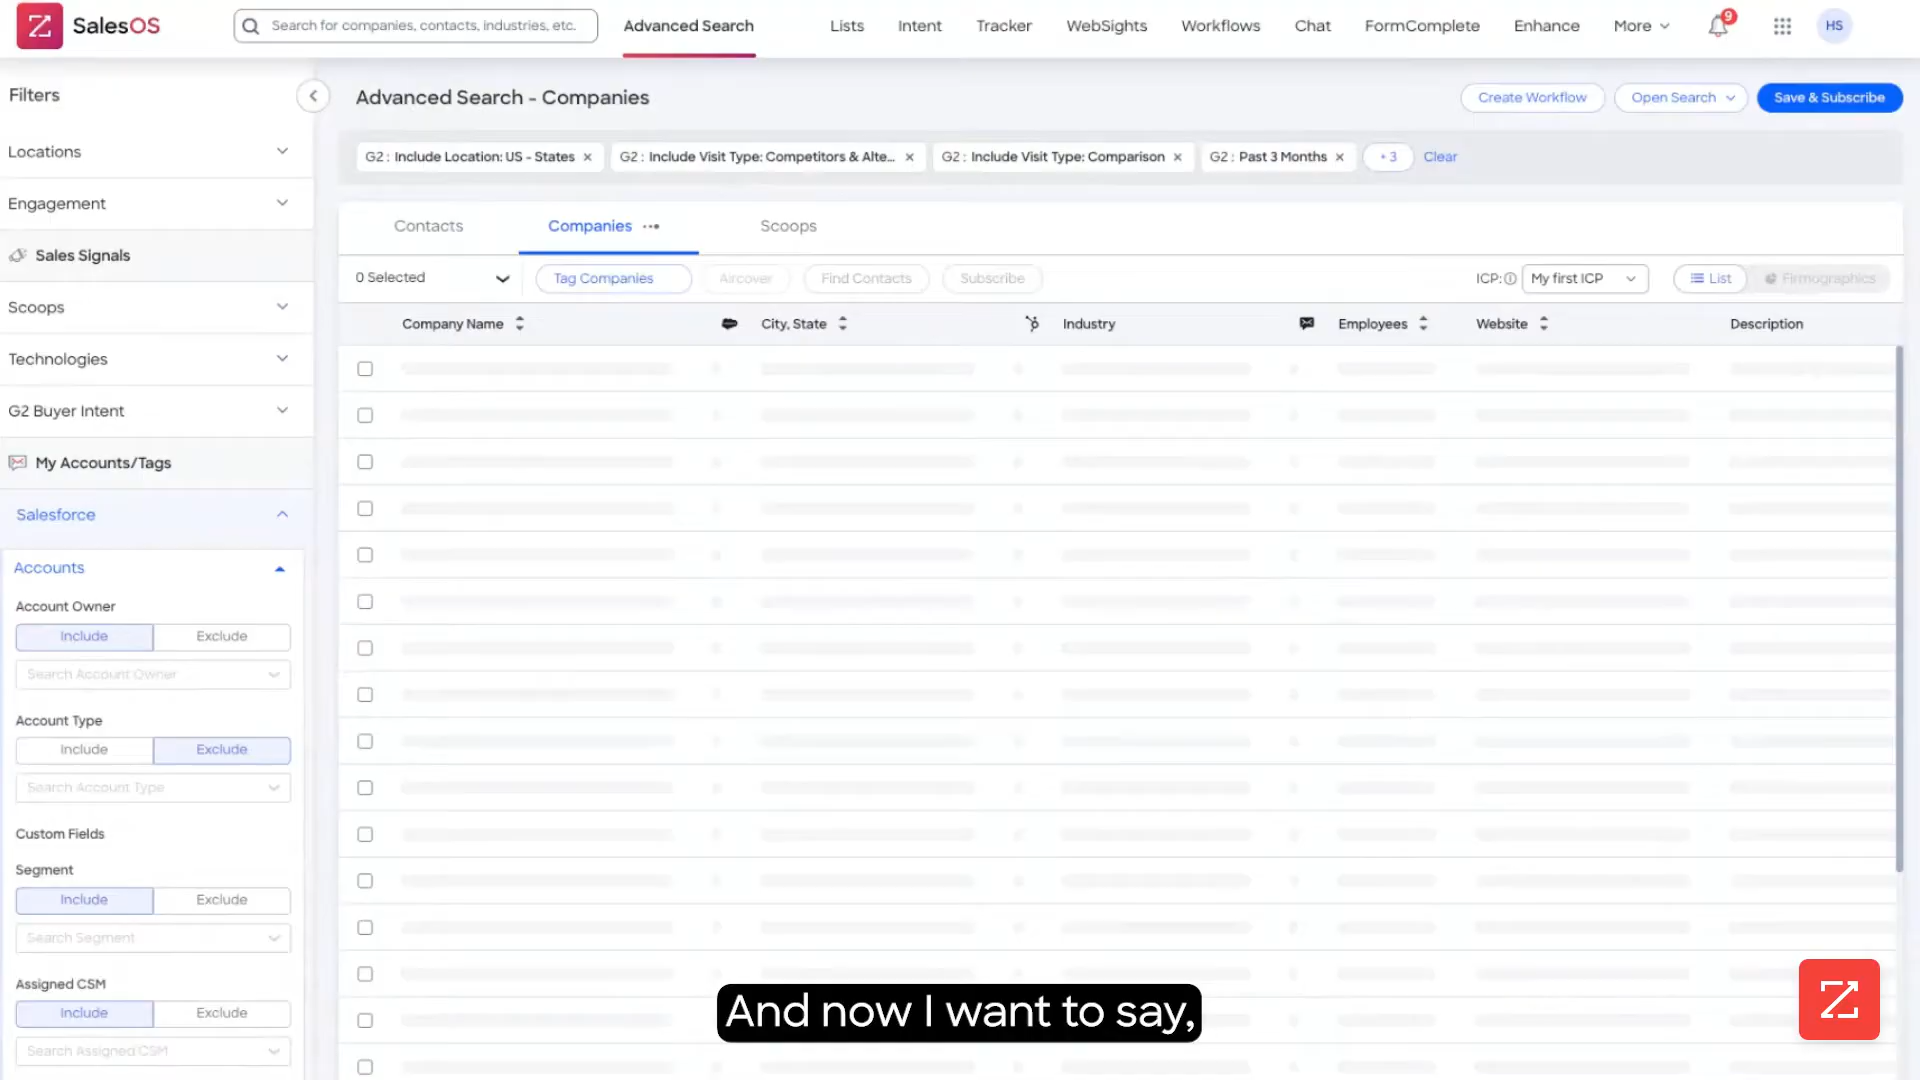 SalesOS
Search for companies, contacts, industries, etc.
Advanced Search
Lists
Intent
Tracker
WebSights
Workflows
Chat
FormComplete
Enhance
More
9
HS
Filters
Advanced Search - Companies
Create Workflow
Open Search
Save & Subscribe
Locations
G2 : Include Location: US - States ×
G2 : Include Visit Type: Competitors & Alte... ×
G2 : Include Visit Type: Comparison ×
G2 : Past 3 Months ×
+ 3
Clear
Engagement
Contacts
Companies
Scoops
Sales Signals
0 Selected
Tag Companies
Aircover
Find Contacts
Subscribe
ICP:
My first ICP
List
Firmographics
Scoops
Company Name
City, State
Industry
Employees
Website
Description
Technologies
G2 Buyer Intent
My Accounts/Tags
Salesforce
Accounts
Account Owner
Include
Exclude
Search Account Owner
Account Type
Include
Exclude
Search Account Type
Custom Fields
Segment
Include
Exclude
Search Segment
Assigned CSM
Include
Exclude
Search Assigned CSM
And now I want to say,